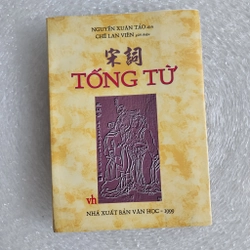 NGUYỄN XUÂN TẢO dịch
CHẾ LAN VIÊN giới thiệu
宋詞
TỐNG TỪ
vh
NHÀ XUẤT BẢN VĂN HỌC - 1999